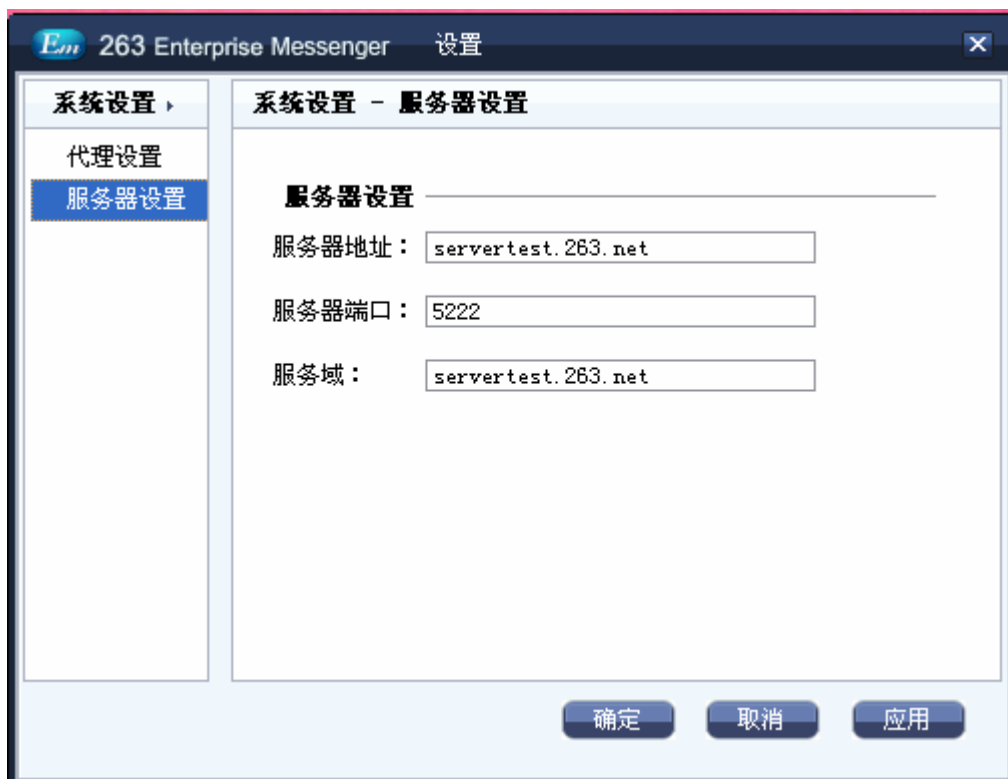 Em 263 Enterprise Messenger 设置
系统设置
系统设置 - 服务器设置
代理设置
服务器设置
服务器设置
服务器地址： servertest.263.net
服务器端口： 5222
服务域： servertest.263.net
确定 取消 应用